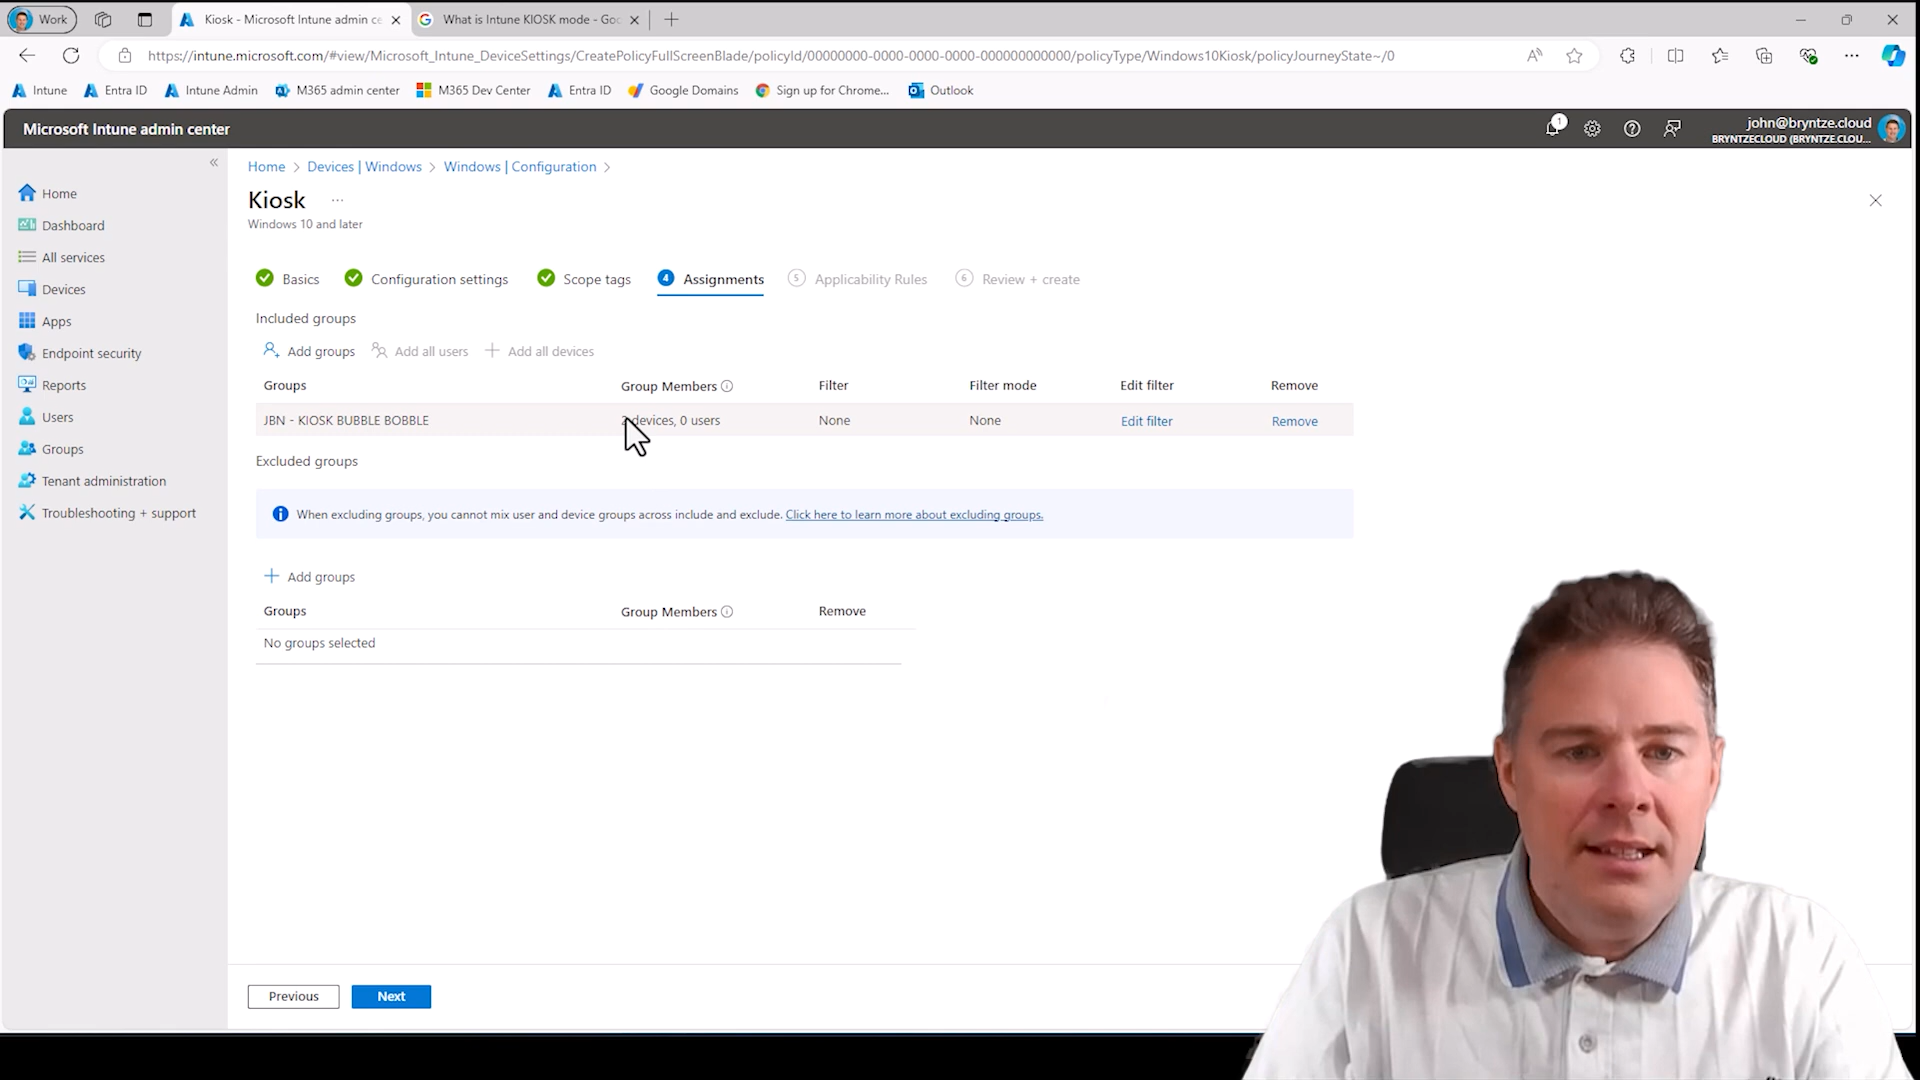 Work
Kiosk - Microsoft Intune admin ce
What is Intune KIOSK mode - Goo
https://intune.microsoft.com/#view/Microsoft_Intune_DeviceSettings/CreatePolicyFullScreenBlade/policyId/00000000-0000-0000-0000-000000000000/policyType/Windows10Kiosk/policyJourneyState~/0
Intune
Entra ID
Intune Admin
M365 admin center
M365 Dev Center
Entra ID
Google Domains
Sign up for Chrome...
Outlook
Microsoft Intune admin center
1
john@bryntze.cloud
BRYNTZECLOUD (BRYNTZE.CLOU...
Home
Dashboard
All services
Devices
Apps
Endpoint security
Reports
Users
Groups
Tenant administration
Troubleshooting + support
Home > Devices | Windows > Windows | Configuration >
Kiosk ...
Windows 10 and later
Basics
Configuration settings
Scope tags
4 Assignments
5 Applicability Rules
6 Review + create
Included groups
Add groups
Add all users
Add all devices
Groups Group Members Filter Filter mode Edit filter Remove
JBN - KIOSK BUBBLE BOBBLE 2 devices, 0 users None None Edit filter Remove
Excluded groups
When excluding groups, you cannot mix user and device groups across include and exclude. Click here to learn more about excluding groups.
Add groups
Groups Group Members Remove
No groups selected
Previous
Next